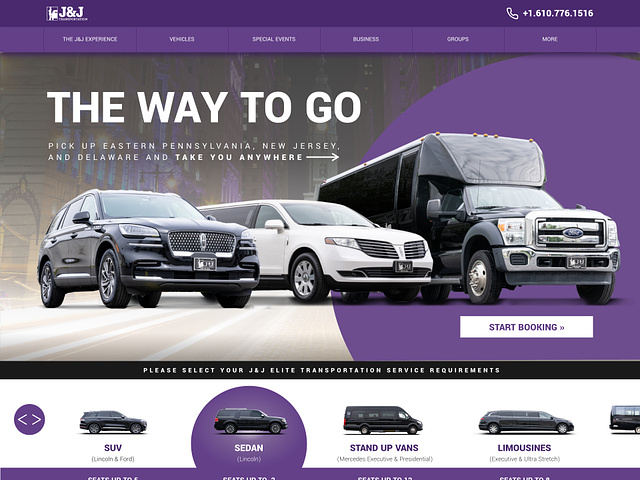 J&J
TRANSPORTATION
+1.610.776.1516
THE J&J EXPERIENCE
VEHICLES
SPECIAL EVENTS
BUSINESS
GROUPS
MORE
THE WAY TO GO
PICK UP EASTERN PENNSYLVANIA, NEW JERSEY,
AND DELAWARE AND TAKE YOU ANYWHERE
START BOOKING »
PLEASE SELECT YOUR J&J ELITE TRANSPORTATION SERVICE REQUIREMENTS
< >
SUV
(Lincoln & Ford)
SEDAN
(Lincoln)
STAND UP VANS
(Mercedes Executive & Presidential)
LIMOUSINES
(Executive & Ultra Stretch)
SEATS UP TO 5
SEATS UP TO 2
SEATS UP TO 12
SEATS UP TO 8